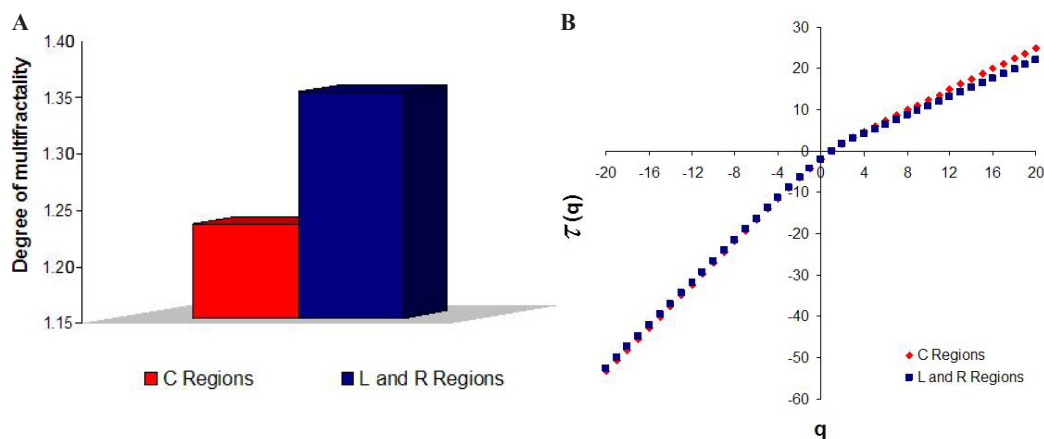 A
Degree of multifractality
1.40
1.35
1.30
1.25
1.20
1.15
C Regions
L and R Regions
B
τ(q)
30
20
10
0
-10
-20
-30
-40
-50
-60
-20 -16 -12 -8 -4 0 4 8 12 16 20
C Regions
L and R Regions
q